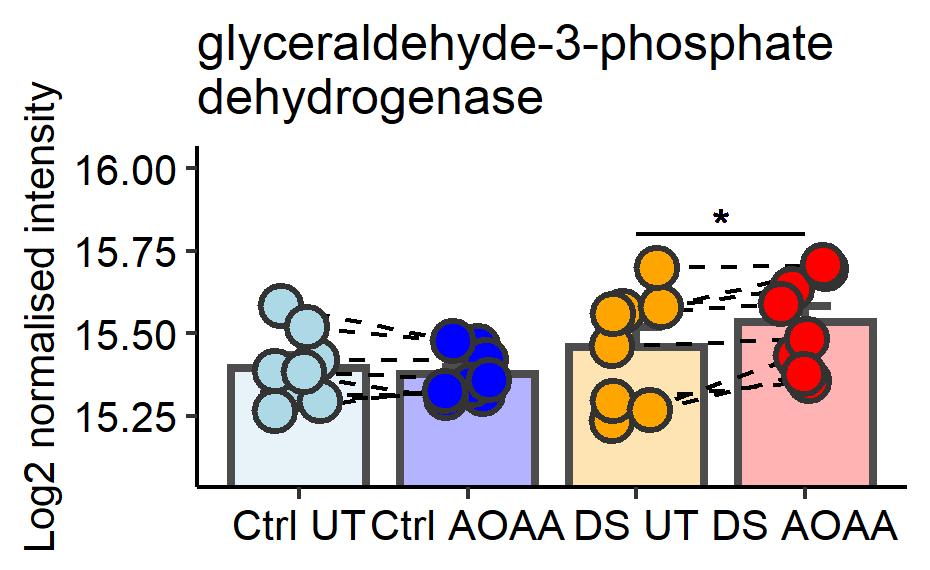 glyceraldehyde-3-phosphate
dehydrogenase
Log2 normalised intensity
16.00
15.75
15.50
15.25
*
Ctrl UT Ctrl AOAA DS UT DS AOAA